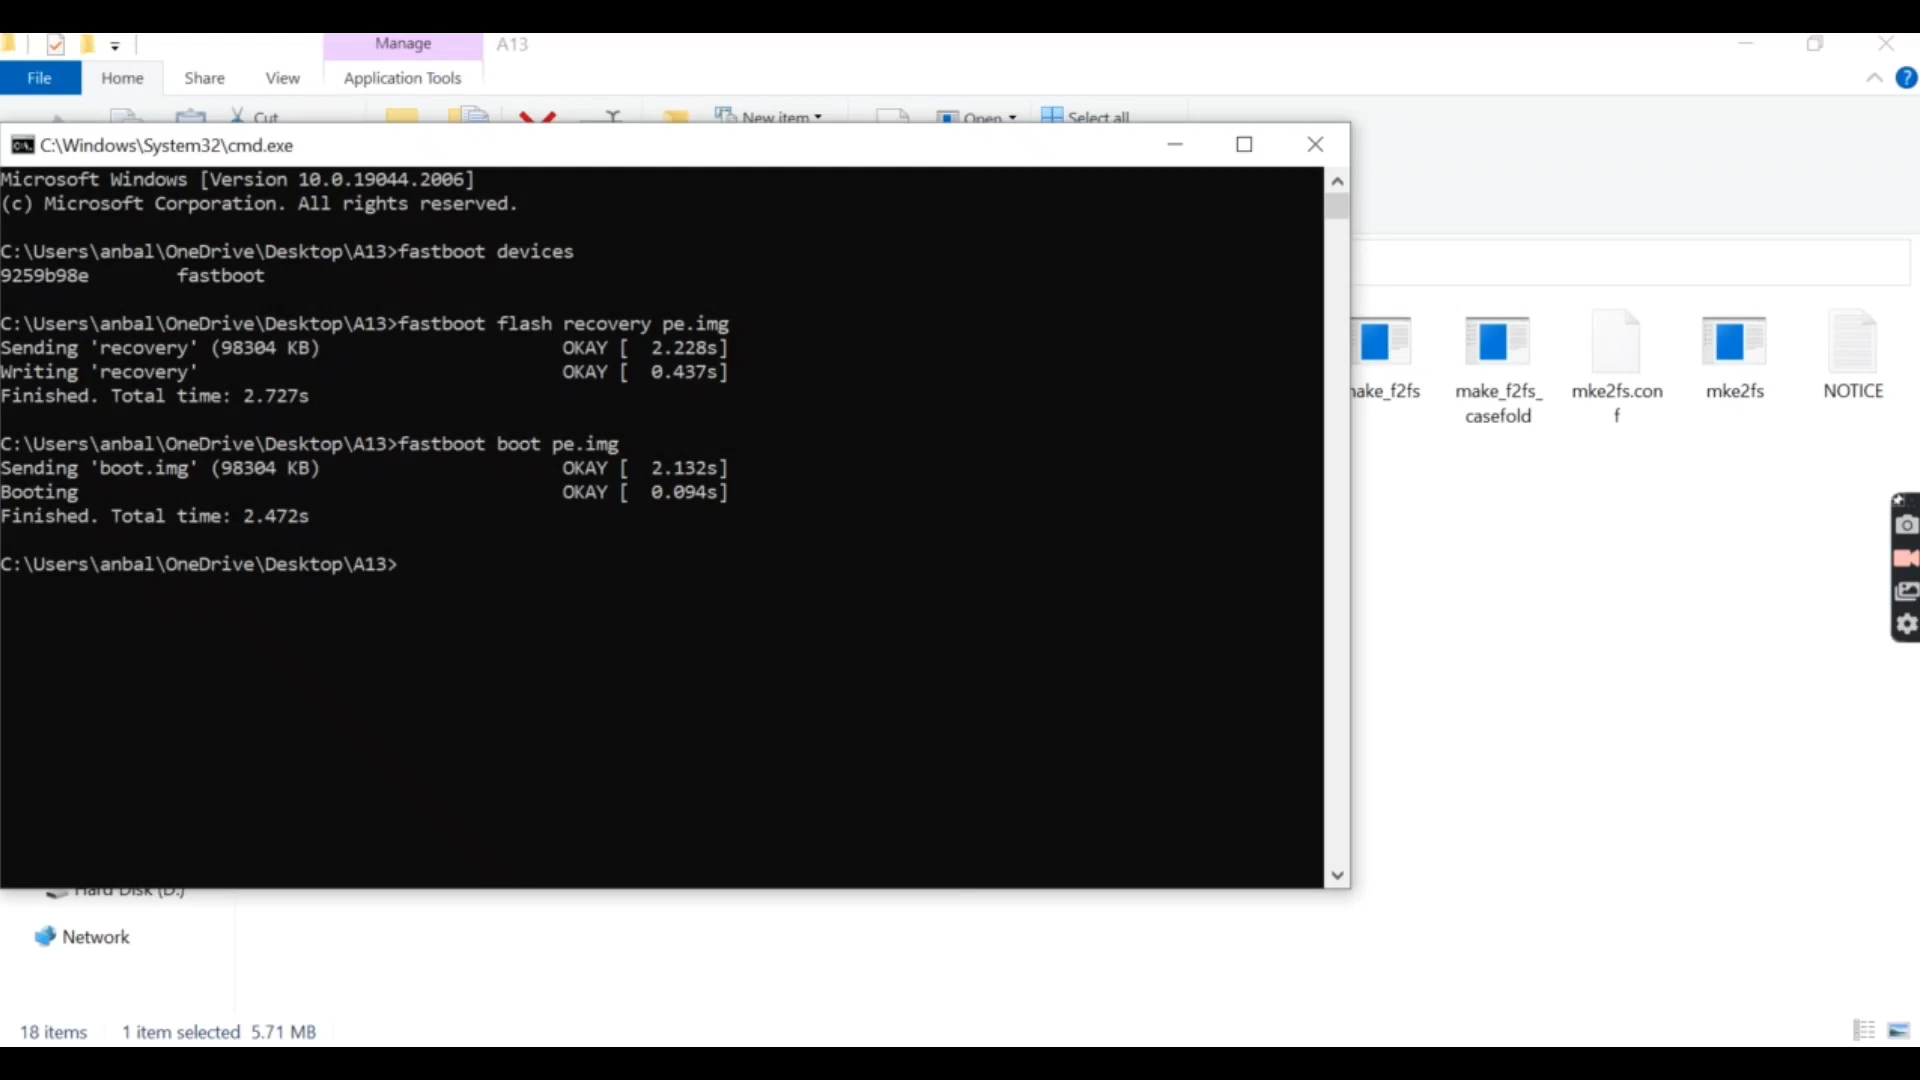 Manage A13
File Home Share View Application Tools
Cut New item Open Select all
C:\Windows\System32\cmd.exe
Microsoft Windows [Version 10.0.19044.2006]
(c) Microsoft Corporation. All rights reserved.
C:\Users\anbal\OneDrive\Desktop\A13>fastboot devices
9259b98e        fastboot
C:\Users\anbal\OneDrive\Desktop\A13>fastboot flash recovery pe.img
Sending 'recovery' (98304 KB)                      OKAY [  2.228s]
Writing 'recovery'                                 OKAY [  0.437s]
Finished. Total time: 2.727s
C:\Users\anbal\OneDrive\Desktop\A13>fastboot boot pe.img
Sending 'boot.img' (98304 KB)                      OKAY [  2.132s]
Booting                                            OKAY [  0.094s]
Finished. Total time: 2.472s
C:\Users\anbal\OneDrive\Desktop\A13>
make_f2fs make_f2fs_ mke2fs.con mke2fs NOTICE
casefold f
Hard Disk (D:)
Network
18 items 1 item selected 5.71 MB